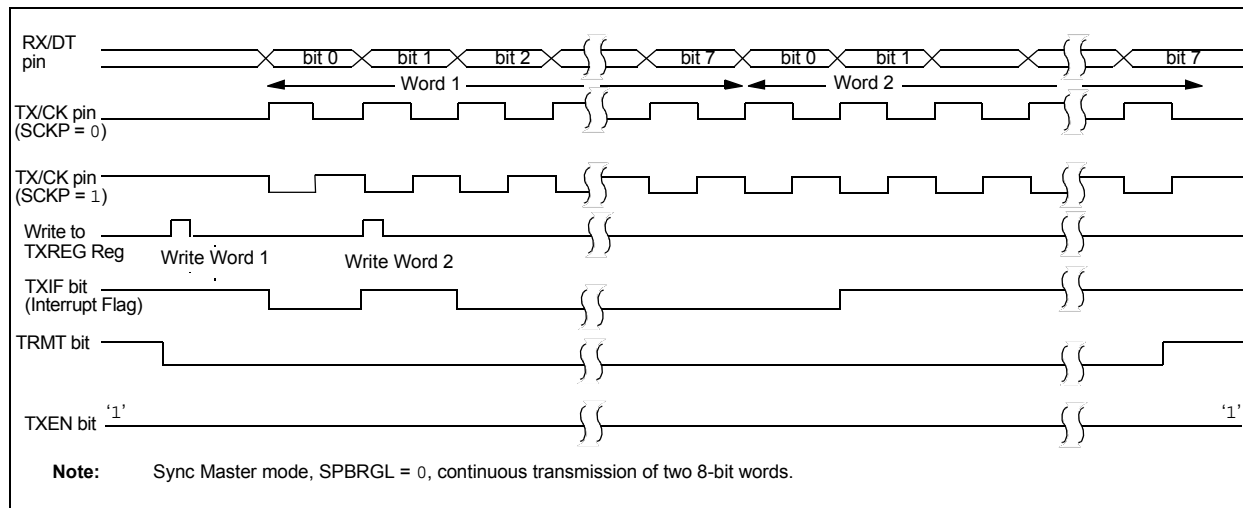 RX/DT
pin
bit 0 bit 1 bit 2 bit 7 bit 0 bit 1 bit 7
Word 1 Word 2
TX/CK pin
(SCKP = 0)
TX/CK pin
(SCKP = 1)
Write to
TXREG Reg
Write Word 1 Write Word 2
TXIF bit
(Interrupt Flag)
TRMT bit
TXEN bit
‘1’ ‘1’
Note: Sync Master mode, SPBRGL = 0, continuous transmission of two 8-bit words.